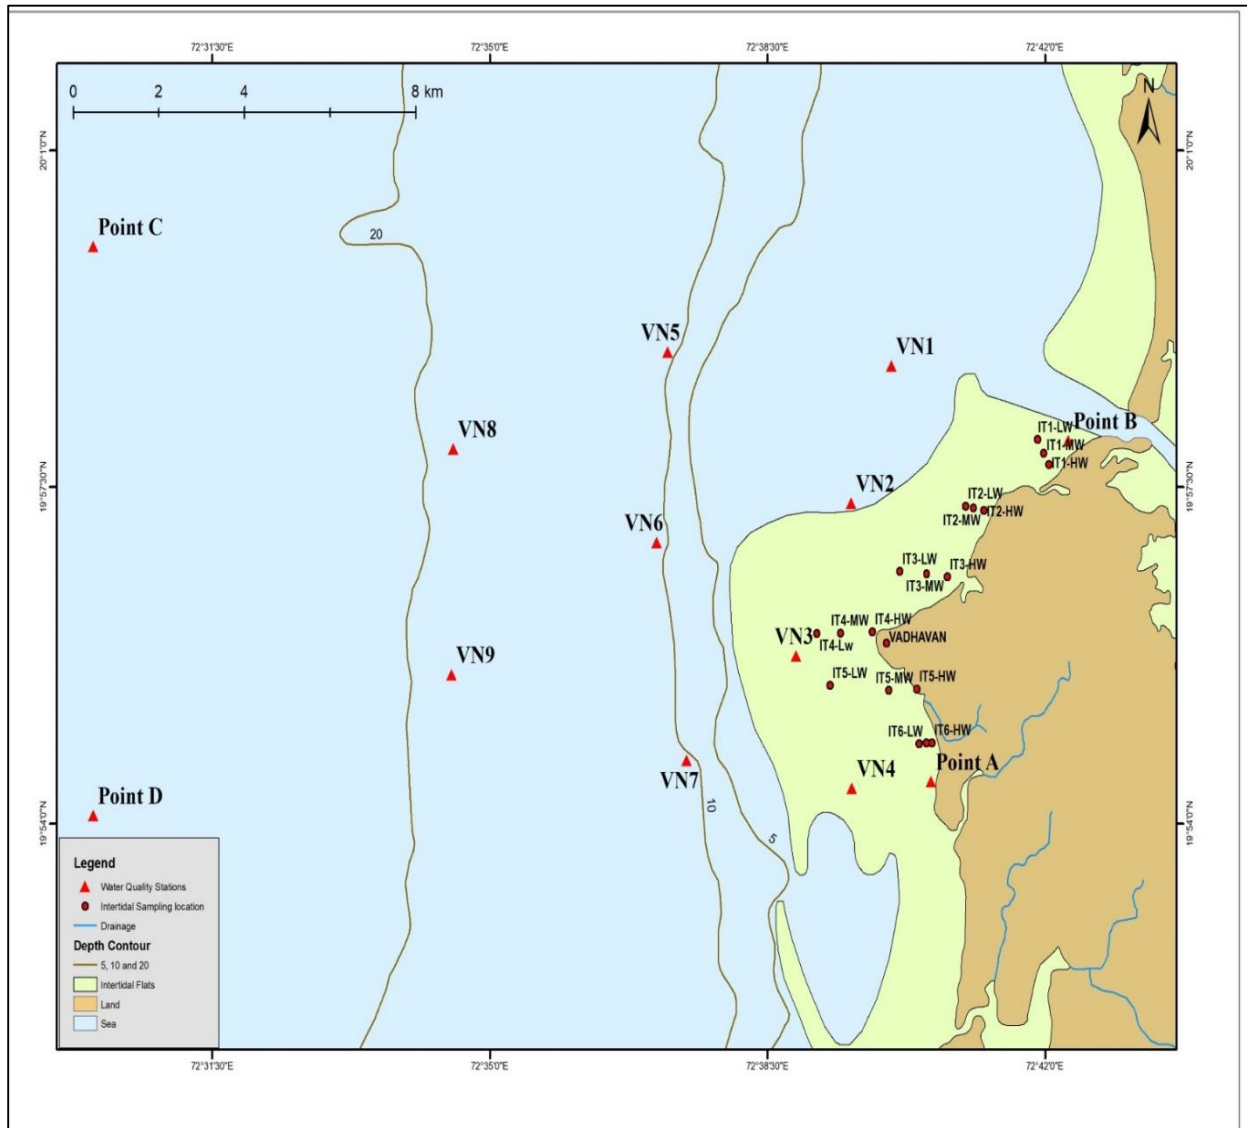 72°31'30"E
72°35'0"E
72°38'30"E
72°42'0"E
0 2 4 8 km
N
20°1'0"N
20°1'0"N
Point C
20
VN5
VN1
VN8
IT1-LW
Point B
IT1-MW
IT1-HW
19°57'30"N
19°57'30"N
VN2
IT2-LW
IT2-MW
IT2-HW
VN6
IT3-LW
IT3-HW
IT3-MW
IT4-MW
IT4-HW
VN3
IT4-Lw
VADHAVAN
VN9
IT5-LW
IT5-MW
IT5-HW
IT6-LW
IT6-HW
Point A
VN7
VN4
Point D
10
5
19°54'0"N
19°54'0"N
Legend
Water Quality Stations
Intertidal Sampling location
Drainage
Depth Contour
5, 10 and 20
Intertidal Flats
Land
Sea
72°31'30"E
72°35'0"E
72°38'30"E
72°42'0"E